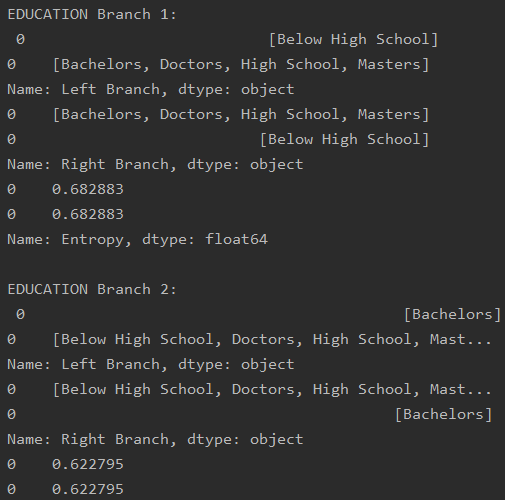 EDUCATION Branch 1:
0 [Below High School]
0 [Bachelors, Doctors, High School, Masters]
Name: Left Branch, dtype: object
0 [Bachelors, Doctors, High School, Masters]
0 [Below High School]
Name: Right Branch, dtype: object
0 0.682883
0 0.682883
Name: Entropy, dtype: float64
EDUCATION Branch 2:
0 [Bachelors]
0 [Below High School, Doctors, High School, Mast...
Name: Left Branch, dtype: object
0 [Below High School, Doctors, High School, Mast...
0 [Bachelors]
Name: Right Branch, dtype: object
0 0.622795
0 0.622795